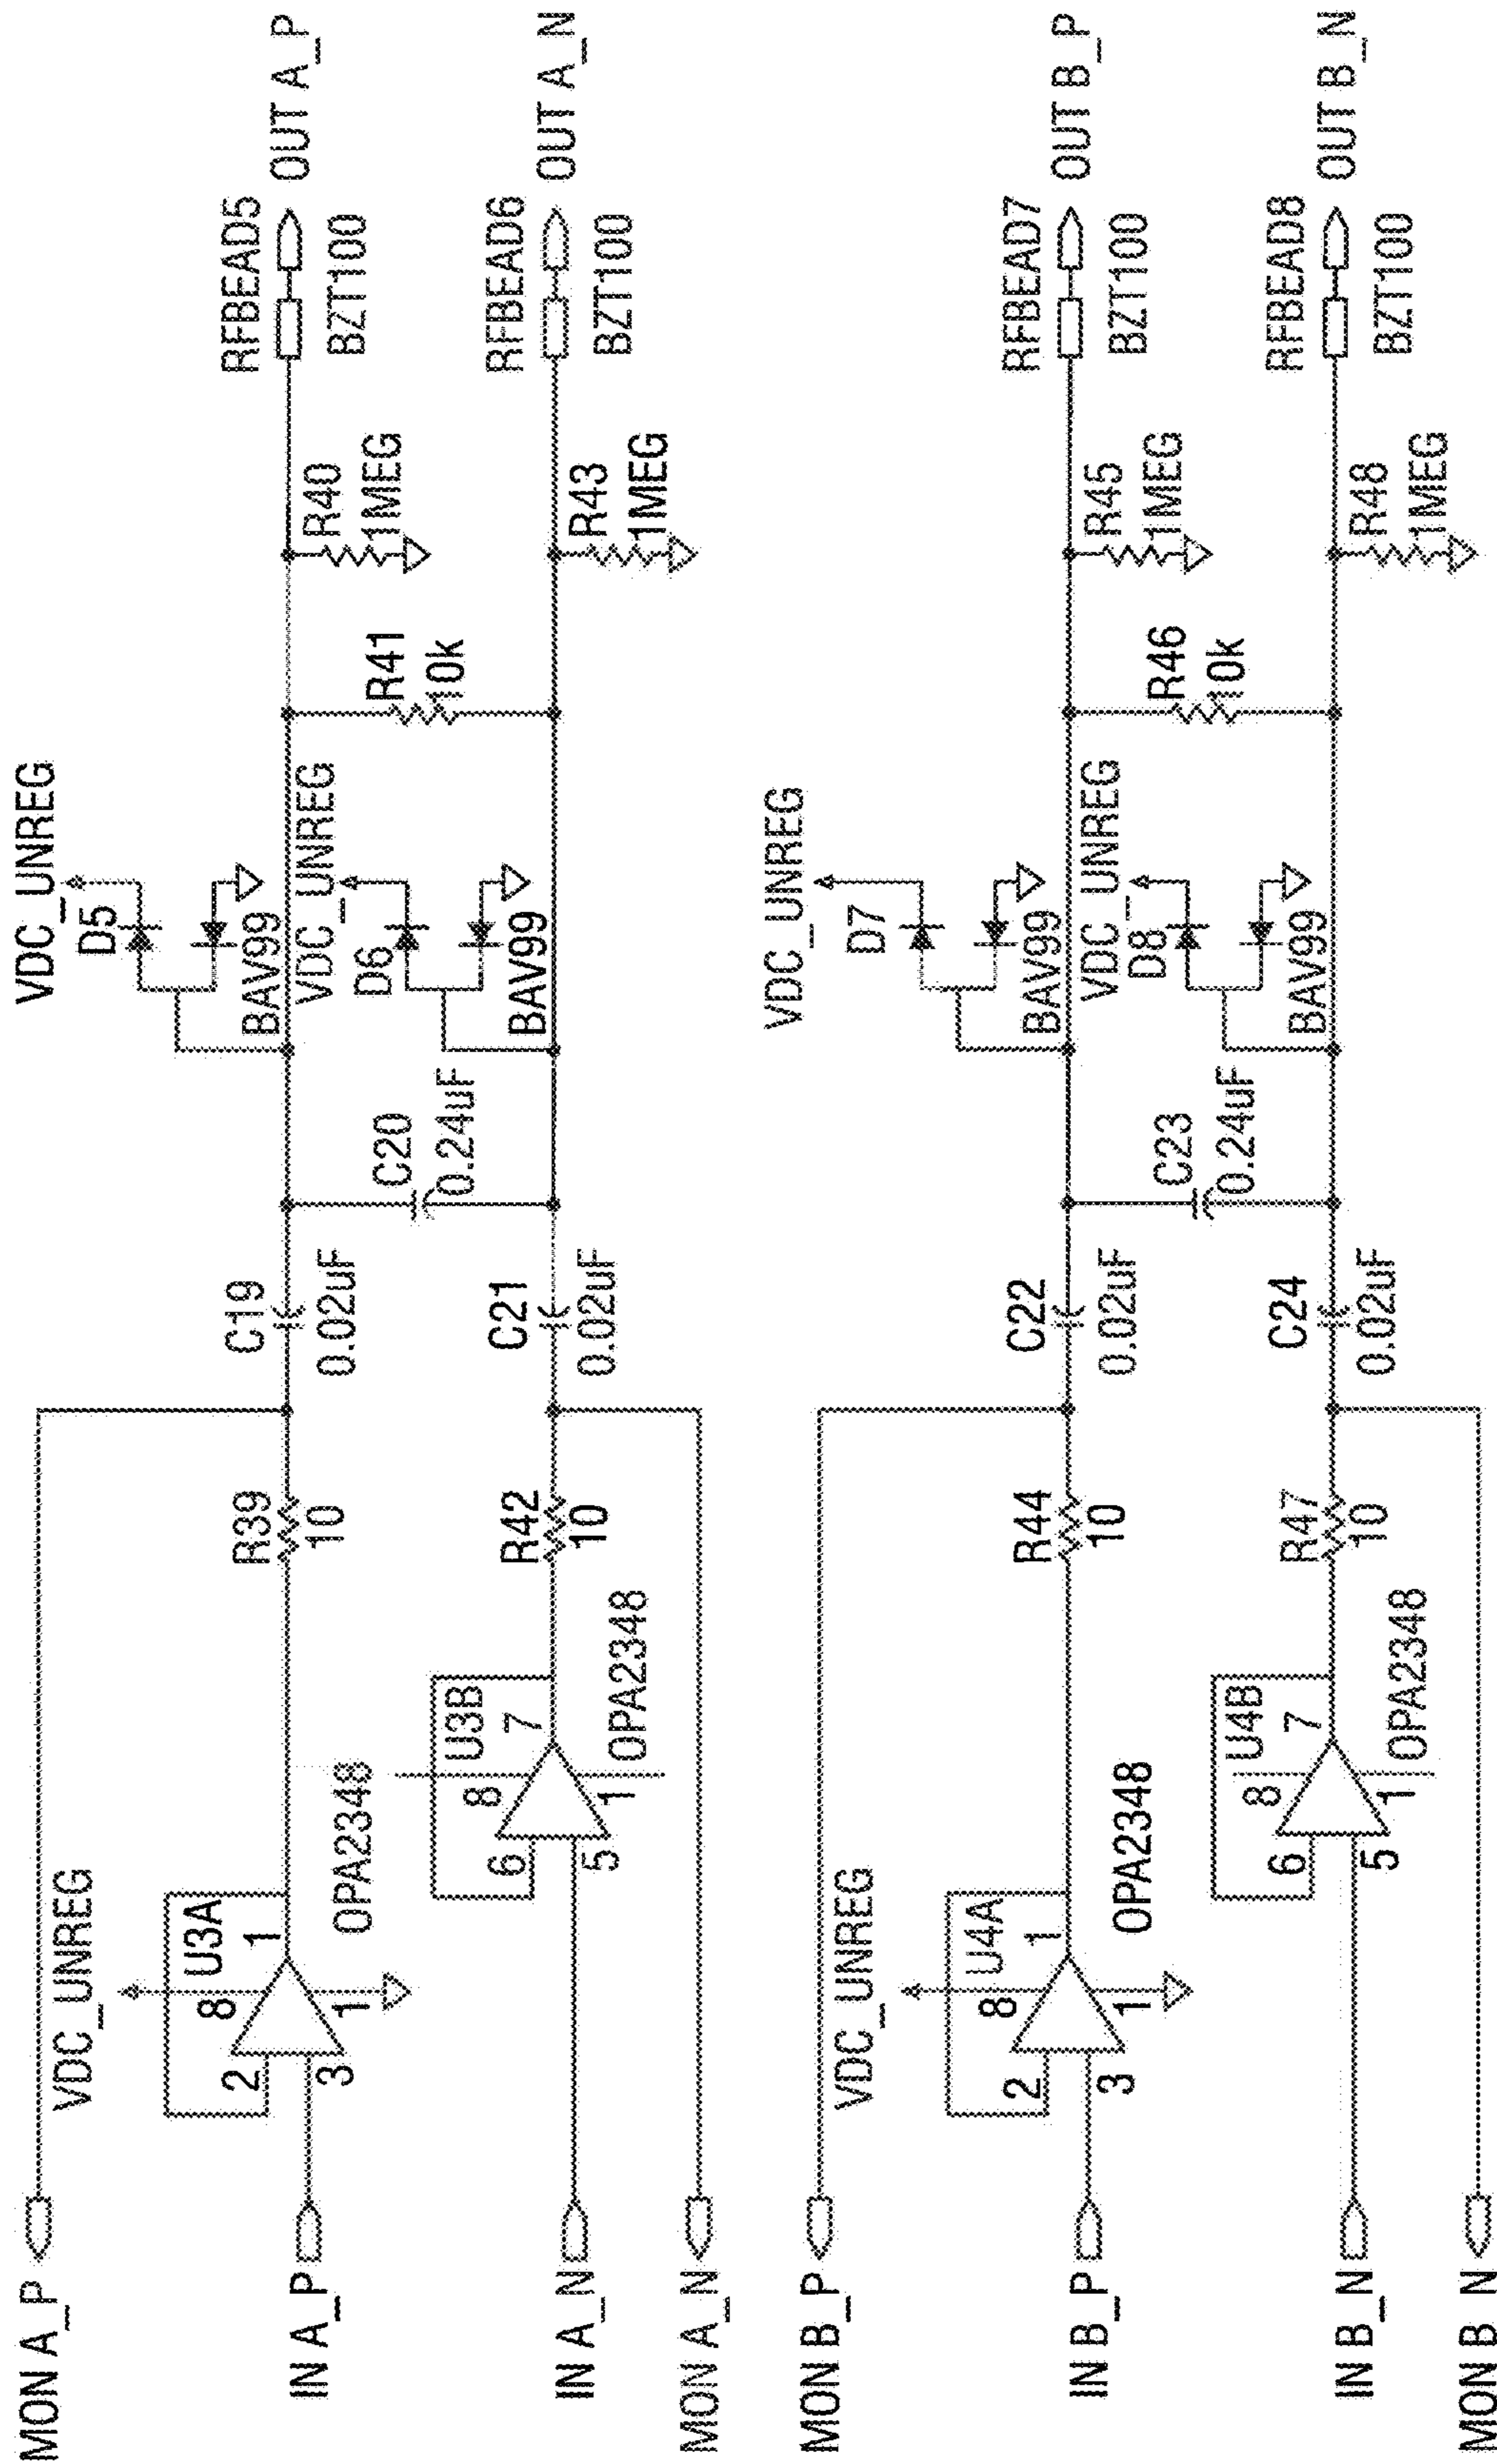 MON A_P
VDC_UNREG
U3A
8
1
2
3
1
OPA2348
IN A_P
R39
10
C19
0.02uF
VDC_UNREG
D5
BAV99
R40
1MEG
RFBEAD5
BZT100
OUT A_P
U3B
8
7
6
5
1
OPA2348
IN A_N
R42
10
C21
0.02uF
C20
0.24uF
VDC_UNREG
D6
BAV99
R41
10k
R43
1MEG
RFBEAD6
BZT100
OUT A_N
MON A_N
MON B_P
VDC_UNREG
U4A
8
1
2
3
1
OPA2348
IN B_P
R44
10
C22
0.02uF
VDC_UNREG
D7
BAV99
R45
1MEG
RFBEAD7
BZT100
OUT B_P
U4B
8
7
6
5
1
OPA2348
IN B_N
R47
10
C24
0.02uF
C23
0.24uF
VDC_UNREG
D8
BAV99
R46
10k
R48
1MEG
RFBEAD8
BZT100
OUT B_N
MON B_N